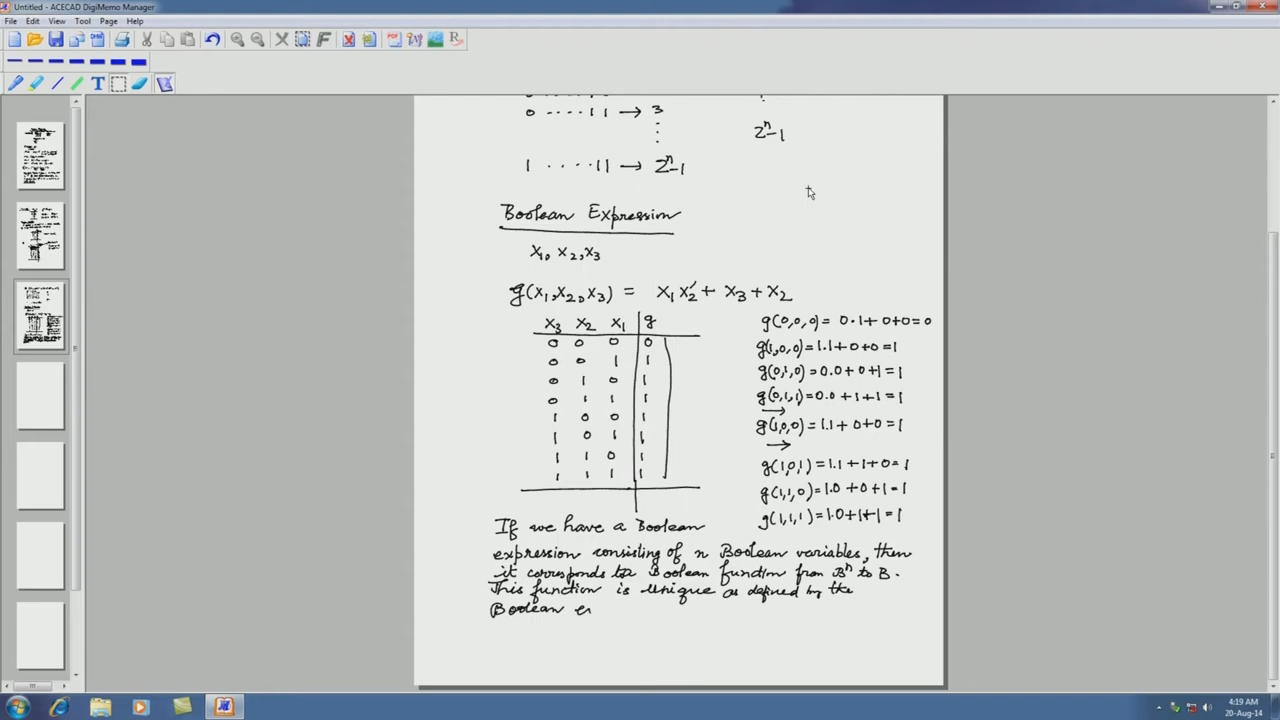 Untitled - ACECAD DigiMemo Manager
File Edit View Tool Page Help
0 ---- 1 1 → 3
2ⁿ-1
1 ---- 11 → 2ⁿ-1
Boolean Expression
x₁, x₂, x₃
g(x₁, x₂, x₃) = x₁ x₂′ + x₃ + x₂
x₃ x₂ x₁ g
0 0 0 0
0 0 1 1
0 1 0 1
0 1 1 1
1 0 0 1
1 0 1 1
1 1 0 1
1 1 1 1
g(0,0,0) = 0.1+0+0=0
g(1,0,0)=1.1+0+0=1
g(0,1,0)=0.0+0+1=1
g(0,1,1)=0.0+1+1=1
g(1,0,0)=1.1+0+0=1
g(1,0,1)=1.1+1+0=1
g(1,1,0)=1.0+0+1=1
g(1,1,1)=1.0+1+1=1
If we have a Boolean
expression consisting of n Boolean variables, then
it corresponds to Boolean function from Bⁿ to B.
This function is unique as defined by the
Boolean er
4:19 AM
20-Aug-14